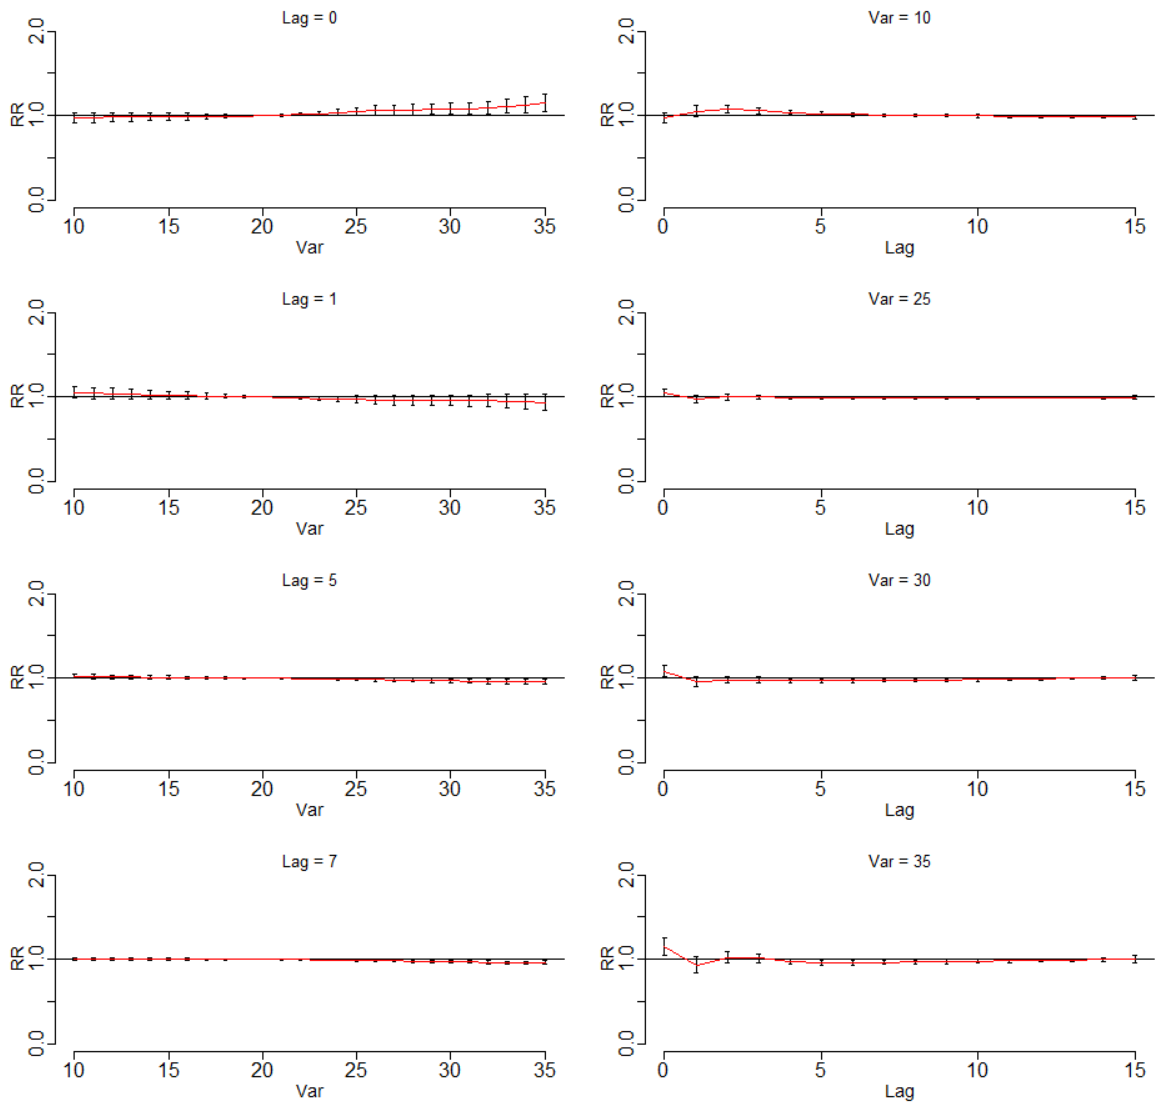 Lag = 0
2.0
RR
1.0
0.0
10 15 20 25 30 35
Var
Var = 10
2.0
RR
1.0
0.0
0 5 10 15
Lag
Lag = 1
2.0
RR
1.0
0.0
10 15 20 25 30 35
Var
Var = 25
2.0
RR
1.0
0.0
0 5 10 15
Lag
Lag = 5
2.0
RR
1.0
0.0
10 15 20 25 30 35
Var
Var = 30
2.0
RR
1.0
0.0
0 5 10 15
Lag
Lag = 7
2.0
RR
1.0
0.0
10 15 20 25 30 35
Var
Var = 35
2.0
RR
1.0
0.0
0 5 10 15
Lag